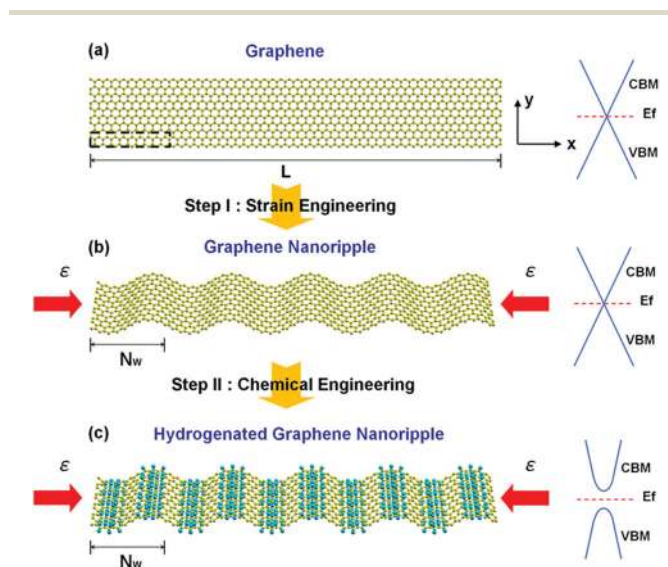 (a) Graphene
CBM
y
Ef
x
VBM
L
Step I : Strain Engineering
(b) Graphene Nanoripple
ε ε
CBM
Ef
VBM
Nw
Step II : Chemical Engineering
(c) Hydrogenated Graphene Nanoripple
ε ε
CBM
Ef
VBM
Nw